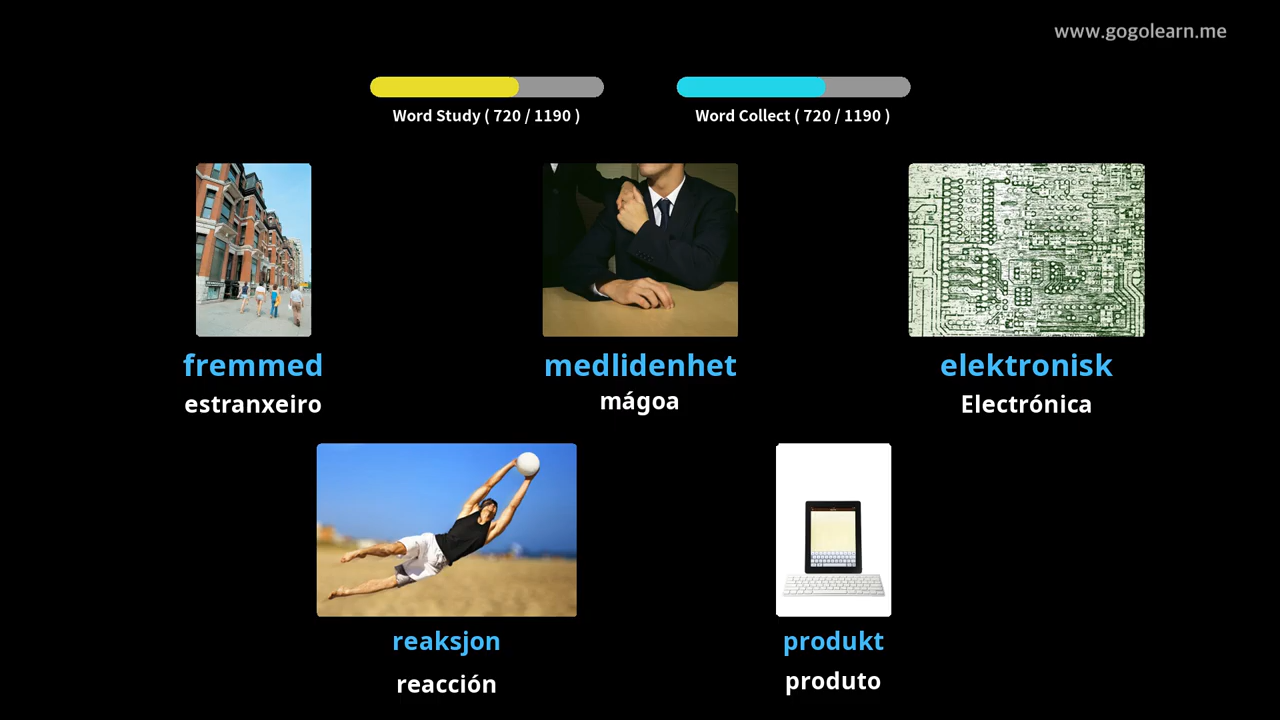 www.gogolearn.me
Word Study ( 720 / 1190 )
Word Collect ( 720 / 1190 )
fremmed
estranxeiro
medlidenhet
mágoa
elektronisk
Electrónica
reaksjon
reacción
produkt
produto